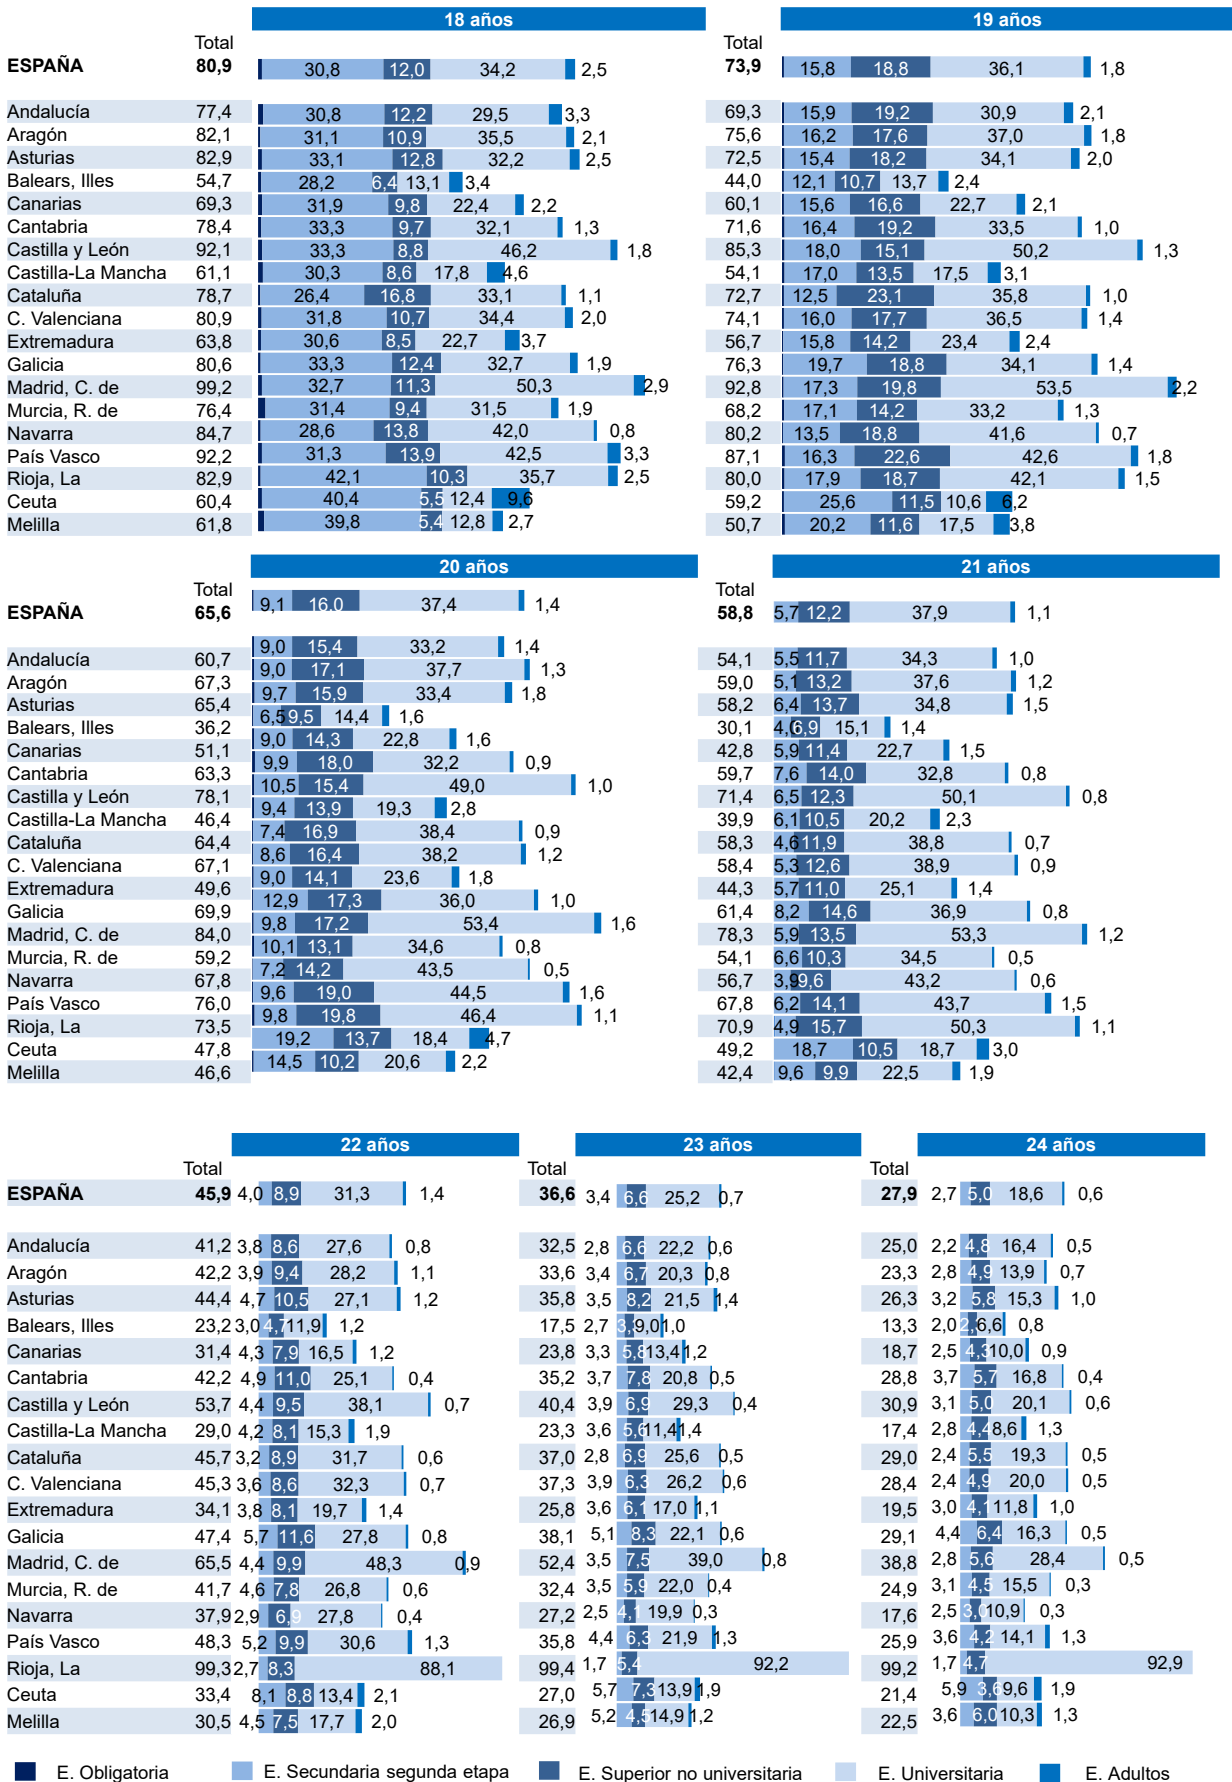 18 años 19 años
Total
ESPAÑA 80,9 30,8 12,0 34,2 2,5 73,9 15,8 18,8 36,1 1,8
Andalucía 77,4 30,8 12,2 29,5 3,3 69,3 15,9 19,2 30,9 2,1
Aragón 82,1 31,1 10,9 35,5 2,1 75,6 16,2 17,6 37,0 1,8
Asturias 82,9 33,1 12,8 32,2 2,5 72,5 15,4 18,2 34,1 2,0
Balears, Illes 54,7 28,2 6,4 13,1 3,4 44,0 12,1 10,7 13,7 2,4
Canarias 69,3 31,9 9,8 22,4 2,2 60,1 15,6 16,6 22,7 2,1
Cantabria 78,4 33,3 9,7 32,1 1,3 71,6 16,4 19,2 33,5 1,0
Castilla y León 92,1 33,3 8,8 46,2 1,8 85,3 18,0 15,1 50,2 1,3
Castilla-La Mancha 61,1 30,3 8,6 17,8 4,6 54,1 17,0 13,5 17,5 3,1
Cataluña 78,7 26,4 16,8 33,1 1,1 72,7 12,5 23,1 35,8 1,0
C. Valenciana 80,9 31,8 10,7 34,4 2,0 74,1 16,0 17,7 36,5 1,4
Extremadura 63,8 30,6 8,5 22,7 3,7 56,7 15,8 14,2 23,4 2,4
Galicia 80,6 33,3 12,4 32,7 1,9 76,3 19,7 18,8 34,1 1,4
Madrid, C. de 99,2 32,7 11,3 50,3 2,9 92,8 17,3 19,8 53,5 2,2
Murcia, R. de 76,4 31,4 9,4 31,5 1,9 68,2 17,1 14,2 33,2 1,3
Navarra 84,7 28,6 13,8 42,0 0,8 80,2 13,5 18,8 41,6 0,7
País Vasco 92,2 31,3 13,9 42,5 3,3 87,1 16,3 22,6 42,6 1,8
Rioja, La 82,9 42,1 10,3 35,7 2,5 80,0 17,9 18,7 42,1 1,5
Ceuta 60,4 40,4 5,5 12,4 9,6 59,2 25,6 11,5 10,6 6,2
Melilla 61,8 39,8 5,4 12,8 2,7 50,7 20,2 11,6 17,5 3,8
20 años 21 años
Total Total
ESPAÑA 65,6 9,1 16,0 37,4 1,4 58,8 5,7 12,2 37,9 1,1
Andalucía 60,7 9,0 15,4 33,2 1,4 54,1 5,5 11,7 34,3 1,0
Aragón 67,3 9,0 17,1 37,7 1,3 59,0 5,1 13,2 37,6 1,2
Asturias 65,4 9,7 15,9 33,4 1,8 58,2 6,4 13,7 34,8 1,5
Balears, Illes 36,2 6,5 9,5 14,4 1,6 30,1 4,0 6,9 15,1 1,4
Canarias 51,1 9,0 14,3 22,8 1,6 42,8 5,9 11,4 22,7 1,5
Cantabria 63,3 9,9 18,0 32,2 0,9 59,7 7,6 14,0 32,8 0,8
Castilla y León 78,1 10,5 15,4 49,0 1,0 71,4 6,5 12,3 50,1 0,8
Castilla-La Mancha 46,4 9,4 13,9 19,3 2,8 39,9 6,1 10,5 20,2 2,3
Cataluña 64,4 7,4 16,9 38,4 0,9 58,3 4,6 11,9 38,8 0,7
C. Valenciana 67,1 8,6 16,4 38,2 1,2 58,4 5,3 12,6 38,9 0,9
Extremadura 49,6 9,0 14,1 23,6 1,8 44,3 5,7 11,0 25,1 1,4
Galicia 69,9 12,9 17,3 36,0 1,0 61,4 8,2 14,6 36,9 0,8
Madrid, C. de 84,0 9,8 17,2 53,4 1,6 78,3 5,9 13,5 53,3 1,2
Murcia, R. de 59,2 10,1 13,1 34,6 0,8 54,1 6,6 10,3 34,5 0,5
Navarra 67,8 7,2 14,2 43,5 0,5 56,7 3,9 9,6 43,2 0,6
País Vasco 76,0 9,6 19,0 44,5 1,6 67,8 6,2 14,1 43,7 1,5
Rioja, La 73,5 9,8 19,8 46,4 1,1 70,9 4,9 15,7 50,3 1,1
Ceuta 47,8 19,2 13,7 18,4 4,7 49,2 18,7 10,5 18,7 3,0
Melilla 46,6 14,5 10,2 20,6 2,2 42,4 9,6 9,9 22,5 1,9
22 años 23 años 24 años
Total Total Total
ESPAÑA 45,9 4,0 8,9 31,3 1,4 36,6 3,4 6,6 25,2 0,7 27,9 2,7 5,0 18,6 0,6
Andalucía 41,2 3,8 8,6 27,6 0,8 32,5 2,8 6,6 22,2 0,6 25,0 2,2 4,8 16,4 0,5
Aragón 42,2 3,9 9,4 28,2 1,1 33,6 3,4 6,7 20,3 0,8 23,3 2,8 4,9 13,9 0,7
Asturias 44,4 4,7 10,5 27,1 1,2 35,8 3,5 8,2 21,5 1,4 26,3 3,2 5,8 15,3 1,0
Balears, Illes 23,2 3,0 4,7 11,9 1,2 17,5 2,7 9,0 1,0 13,3 2,0 6,6 0,8
Canarias 31,4 4,3 7,9 16,5 1,2 23,8 3,3 5,8 13,4 1,2 18,7 2,5 4,3 10,0 0,9
Cantabria 42,2 4,9 11,0 25,1 0,4 35,2 3,7 7,8 20,8 0,5 28,8 3,7 5,7 16,8 0,4
Castilla y León 53,7 4,4 9,5 38,1 0,7 40,4 3,9 6,9 29,3 0,4 30,9 3,1 5,0 20,1 0,6
Castilla-La Mancha 29,0 4,2 8,1 15,3 1,9 23,3 3,6 5,6 11,4 1,4 17,4 2,8 4,4 8,6 1,3
Cataluña 45,7 3,2 8,9 31,7 0,6 37,0 2,8 6,9 25,6 0,5 29,0 2,4 5,5 19,3 0,5
C. Valenciana 45,3 3,6 8,6 32,3 0,7 37,3 3,9 6,3 26,2 0,6 28,4 2,4 4,9 20,0 0,5
Extremadura 34,1 3,8 8,1 19,7 1,4 25,8 3,6 6,1 17,0 1,1 19,5 3,0 4,1 11,8 1,0
Galicia 47,4 5,7 11,6 27,8 0,8 38,1 5,1 8,3 22,1 0,6 29,1 4,4 6,4 16,3 0,5
Madrid, C. de 65,5 4,4 9,9 48,3 0,9 52,4 3,5 7,5 39,0 0,8 38,8 2,8 5,6 28,4 0,5
Murcia, R. de 41,7 4,6 7,8 26,8 0,6 32,4 3,5 5,9 22,0 0,4 24,9 3,1 4,5 15,5 0,3
Navarra 37,9 2,9 6,9 27,8 0,4 27,2 2,5 4,1 19,9 0,3 17,6 2,5 3,0 10,9 0,3
País Vasco 48,3 5,2 9,9 30,6 1,3 35,8 4,4 6,3 21,9 1,3 25,9 3,6 4,2 14,1 1,3
Rioja, La 99,3 2,7 8,3 88,1 99,4 1,7 5,4 92,2 99,2 1,7 4,7 92,9
Ceuta 33,4 8,1 8,8 13,4 2,1 27,0 5,7 7,3 13,9 1,9 21,4 5,9 3,6 9,6 1,9
Melilla 30,5 4,5 7,5 17,7 2,0 26,9 5,2 4,5 14,9 1,2 22,5 3,6 6,0 10,3 1,3
E. Obligatoria E. Secundaria segunda etapa E. Superior no universitaria E. Universitaria E. Adultos